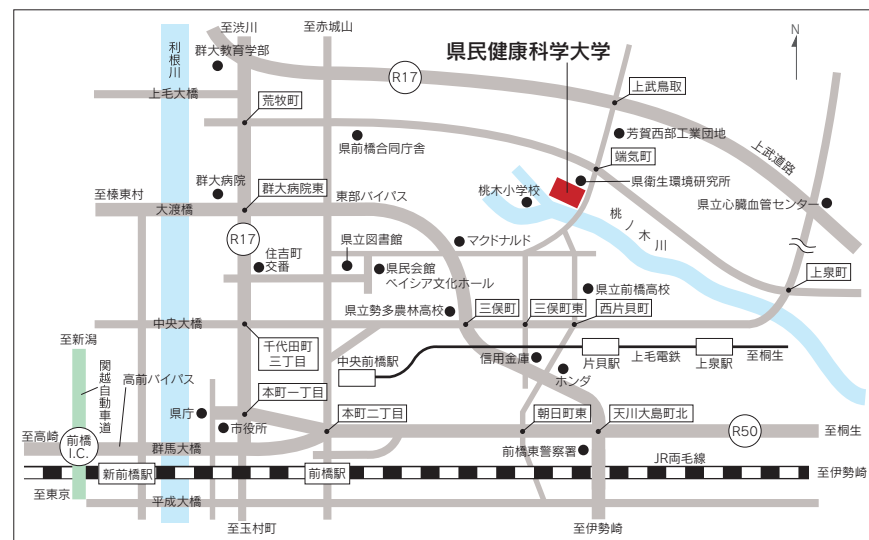 至渋川
至赤城山
N
利根川
群大教育学部
県民健康科学大学
R17
上毛大橋
荒牧町
上武鳥取
県前橋合同庁舎
芳賀西部工業団地
上武道路
端気町
県衛生環境研究所
至榛東村
群大病院
群大病院東
東部バイパス
桃木小学校
県立心臓血管センター
大渡橋
桃ノ木川
R17
住吉町
交番
県立図書館
マクドナルド
県民会館
ベイシア文化ホール
上泉町
県立前橋高校
県立勢多農林高校
三俣町
三俣町東
西片貝町
中央大橋
至新潟
千代田町
三丁目
中央前橋駅
信用金庫
片貝駅
上毛電鉄
上泉駅
至桐生
関越自動車道
高前バイパス
ホンダ
県庁
本町一丁目
市役所
本町二丁目
朝日町東
天川大島町北
R50
至桐生
至高崎
前橋
I.C.
群馬大橋
前橋東警察署
JR両毛線
新前橋駅
前橋駅
至伊勢崎
至東京
平成大橋
至玉村町
至伊勢崎